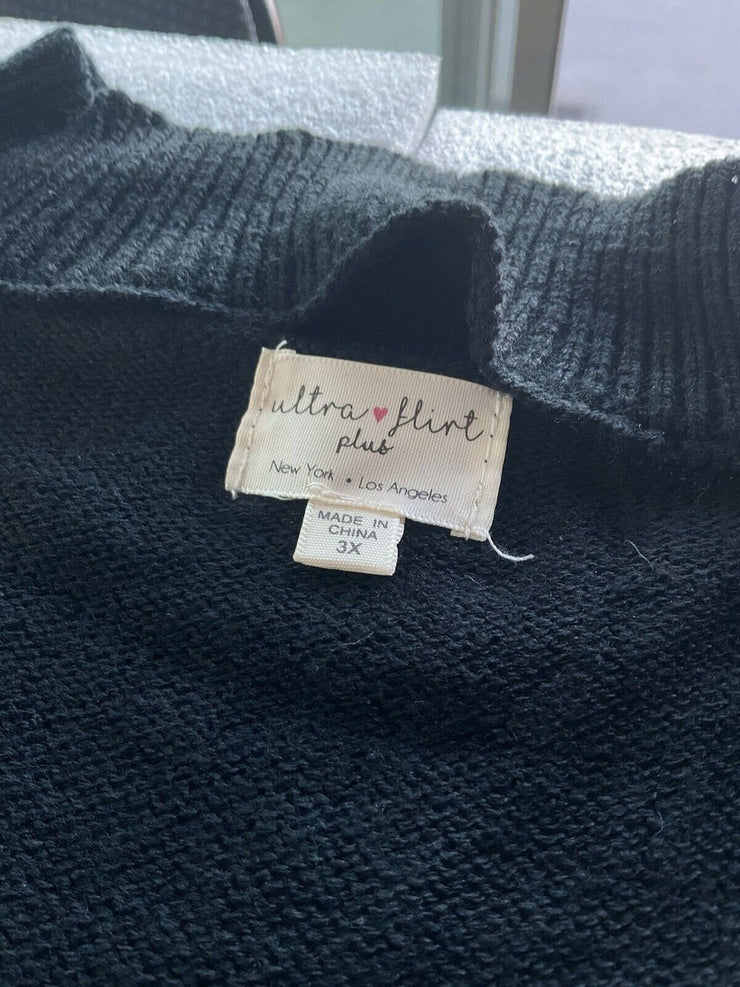 ultra ♥ flirt
plus
New York • Los Angeles
MADE IN
CHINA
3X